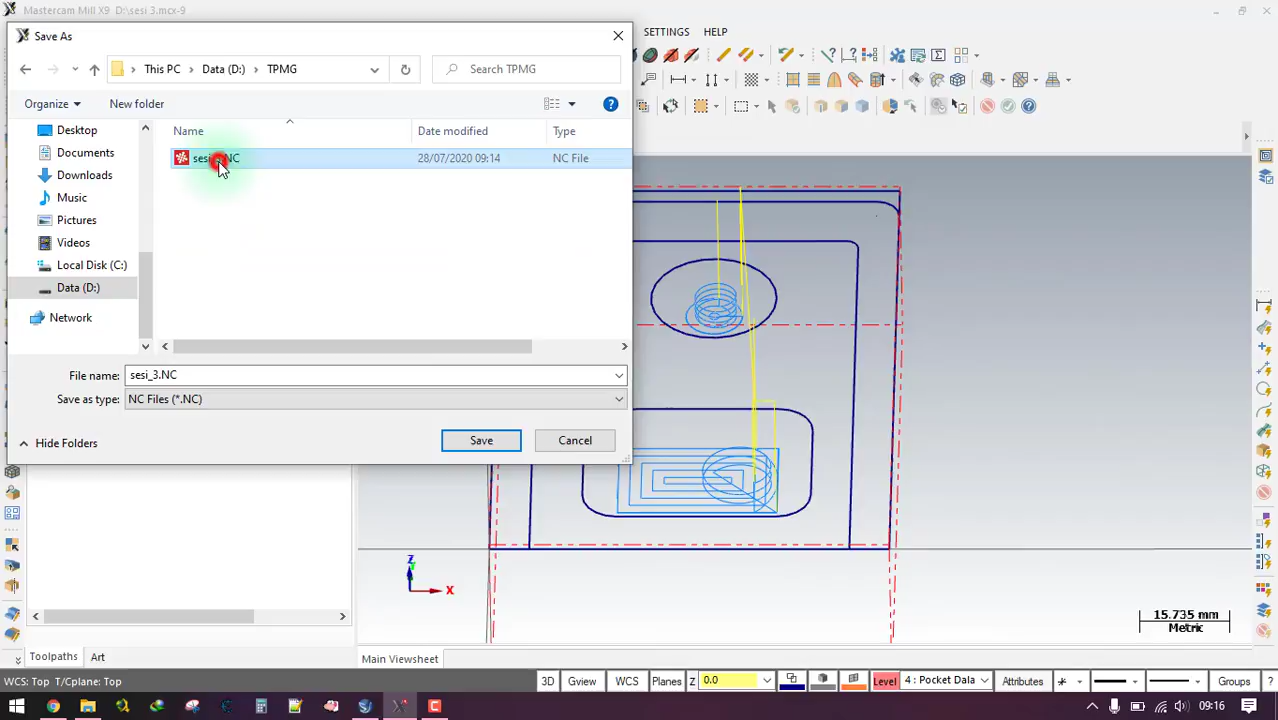 Mastercam Mill X9 D:\sesi 3.mcx-9
Save As
SETTINGS HELP
This PC Data (D:) TPMG
Search TPMG
Organize New folder
Name Date modified Type
Desktop
Documents
Downloads
Music
Pictures
Videos
Local Disk (C:)
Data (D:)
Network
28/07/2020 09:14 NC File
File name: sesi_3.NC
Save as type: NC Files (*.NC)
Hide Folders
Save Cancel
Z
X
15.735 mm
Metric
Toolpaths Art
Main Viewsheet
WCS: Top T/Cplane: Top
3D Gview WCS Planes Z 0.0 Level 4 : Pocket Dala Attributes Groups
09:16